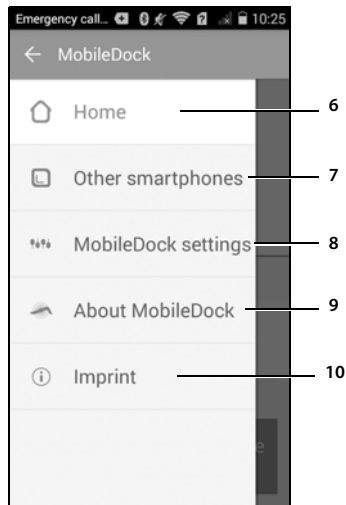 Emergency call... 10:25
MobileDock
Home 6
Other smartphones 7
MobileDock settings 8
About MobileDock 9
Imprint 10
e